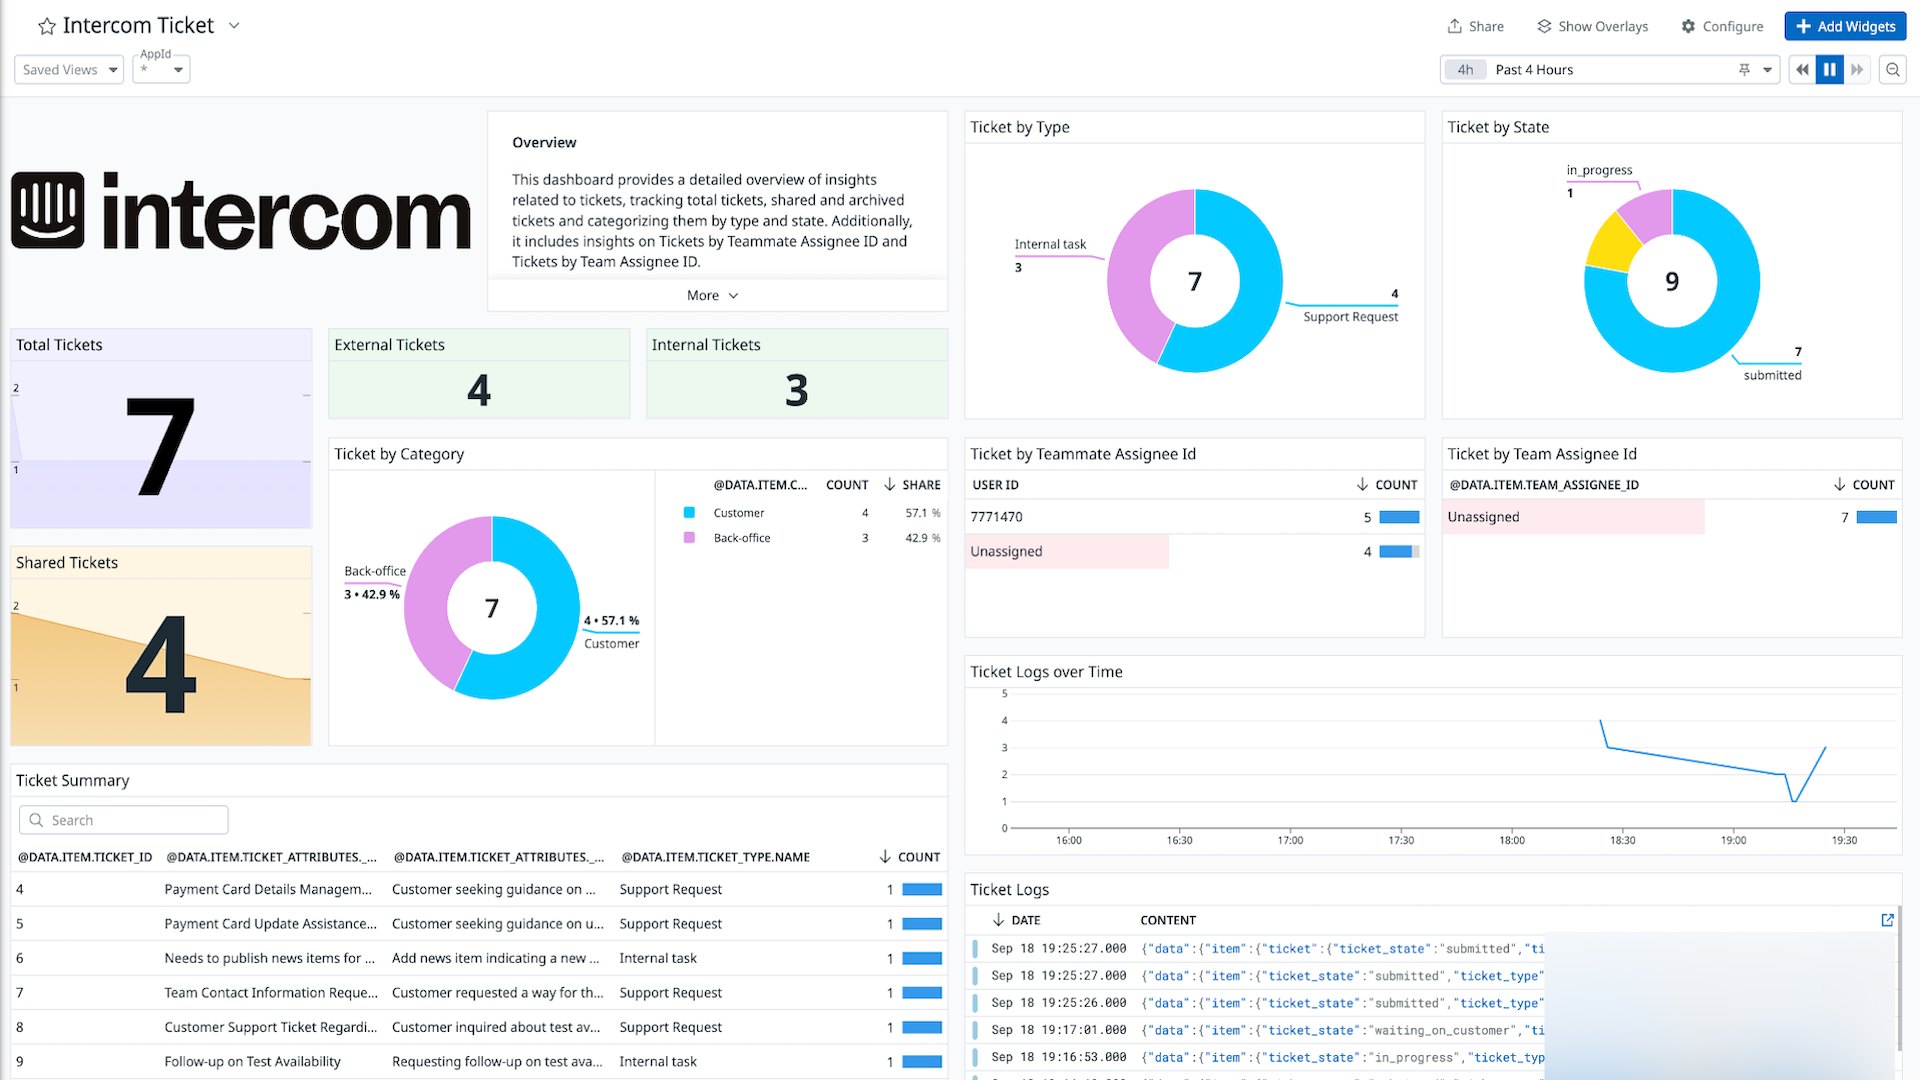 Intercom Ticket
Share
Show Overlays
Configure
Add Widgets
Saved Views
AppId
*
4h Past 4 Hours
intercom
Overview
This dashboard provides a detailed overview of insights
related to tickets, tracking total tickets, shared and archived
tickets and categorizing them by type and state. Additionally,
it includes insights on Tickets by Teammate Assignee ID and
Tickets by Team Assignee ID.
More
Ticket by Type
Internal task
3
7
4
Support Request
Ticket by State
in_progress
1
9
7
submitted
Total Tickets
2
1
7
External Tickets
4
Internal Tickets
3
Shared Tickets
2
1
4
Ticket by Category
Back-office
3 • 42.9 %
7
4 • 57.1 %
Customer
@DATA.ITEM.C... COUNT SHARE
Customer 4 57.1 %
Back-office 3 42.9 %
Ticket by Teammate Assignee Id
USER ID COUNT
7771470 5
Unassigned 4
Ticket by Team Assignee Id
@DATA.ITEM.TEAM_ASSIGNEE_ID COUNT
Unassigned 7
Ticket Logs over Time
5
4
3
2
1
0
16:00 16:30 17:00 17:30 18:00 18:30 19:00 19:30
Ticket Summary
Search
@DATA.ITEM.TICKET_ID @DATA.ITEM.TICKET_ATTRIBUTES._... @DATA.ITEM.TICKET_ATTRIBUTES._... @DATA.ITEM.TICKET_TYPE.NAME COUNT
4 Payment Card Details Managem... Customer seeking guidance on ... Support Request 1
5 Payment Card Update Assistance... Customer seeking guidance on u... Support Request 1
6 Needs to publish news items for ... Add news item indicating a new ... Internal task 1
7 Team Contact Information Reque... Customer requested a way for th... Support Request 1
8 Customer Support Ticket Regardi... Customer inquired about test av... Support Request 1
9 Follow-up on Test Availability Requesting follow-up on test ava... Internal task 1
Ticket Logs
DATE CONTENT
Sep 18 19:25:27.000 {"data":{"item":{"ticket":{"ticket_state":"submitted","ti
Sep 18 19:25:27.000 {"data":{"item":{"ticket_state":"submitted","ticket_type"
Sep 18 19:25:26.000 {"data":{"item":{"ticket_state":"submitted","ticket_type"
Sep 18 19:17:01.000 {"data":{"item":{"ticket_state":"waiting_on_customer","ti
Sep 18 19:16:53.000 {"data":{"item":{"ticket_state":"in_progress","ticket_typ